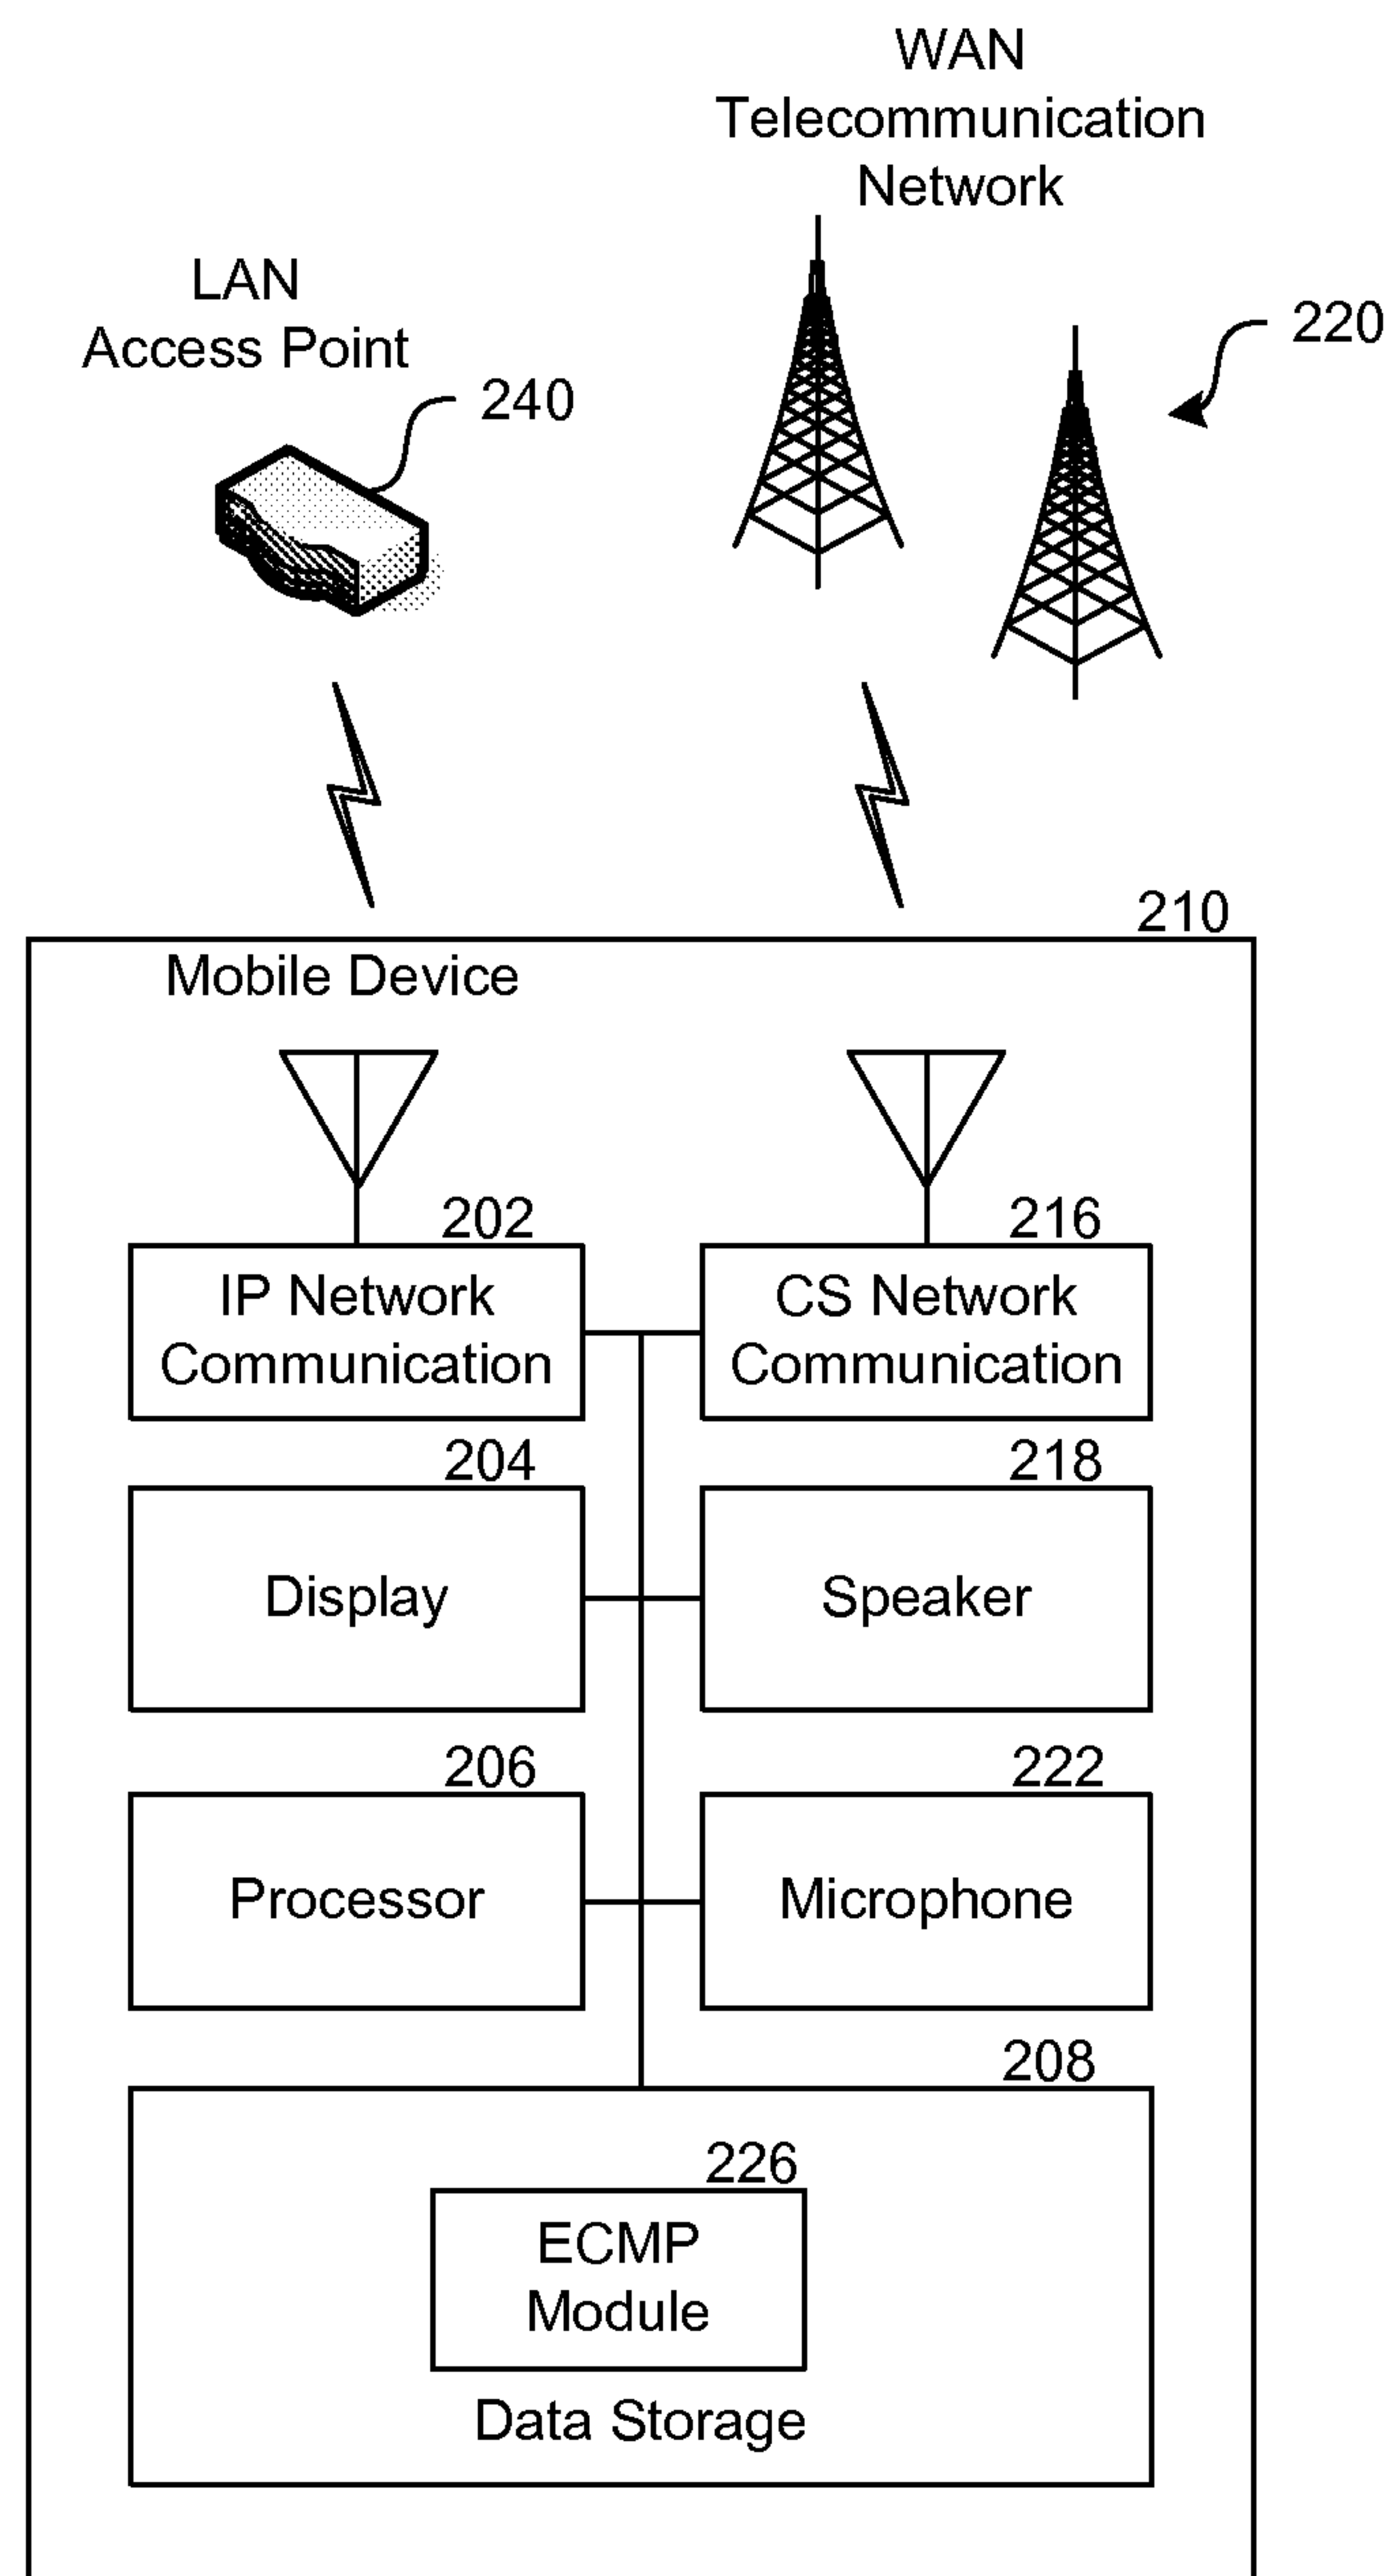 WAN
Telecommunication
Network
LAN
Access Point
220
240
210
Mobile Device
202
216
IP Network
Communication
CS Network
Communication
204
218
Display
Speaker
206
222
Processor
Microphone
208
226
ECMP
Module
Data Storage